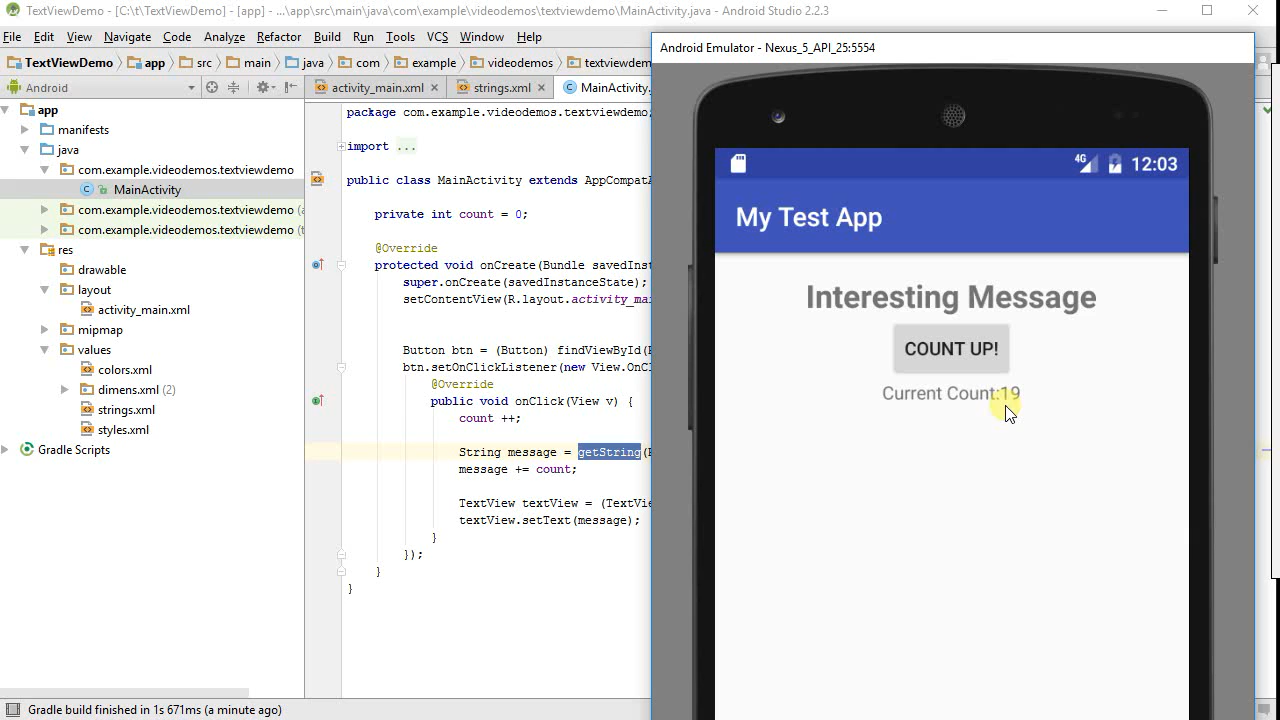 TextViewDemo - [C:\t\TextViewDemo] - [app] - ...\app\src\main\java\com\example\videodemos\textviewdemo\MainActivity.java - Android Studio 2.2.3
File Edit View Navigate Code Analyze Refactor Build Run Tools VCS Window Help
TextViewDemo app src main java com example videodemos textviewdem
Android
activity_main.xml strings.xml MainActivity.
app
manifests
java
com.example.videodemos.textviewdemo
MainActivity
com.example.videodemos.textviewdemo (a
com.example.videodemos.textviewdemo (t
res
drawable
layout
activity_main.xml
mipmap
values
colors.xml
dimens.xml (2)
strings.xml
styles.xml
Gradle Scripts
package com.example.videodemos.textviewdemo;
import ...
public class MainActivity extends AppCompatA
private int count = 0;
@Override
protected void onCreate(Bundle savedInst
super.onCreate(savedInstanceState);
setContentView(R.layout.activity_ma
Button btn = (Button) findViewById(
btn.setOnClickListener(new View.OnCl
@Override
public void onClick(View v) {
count ++;
String message = getString(
message += count;
TextView textView = (TextVie
textView.setText(message);
}
});
}
}
Android Emulator - Nexus_5_API_25:5554
4G 12:03
My Test App
Interesting Message
COUNT UP!
Current Count:19
Gradle build finished in 1s 671ms (a minute ago)